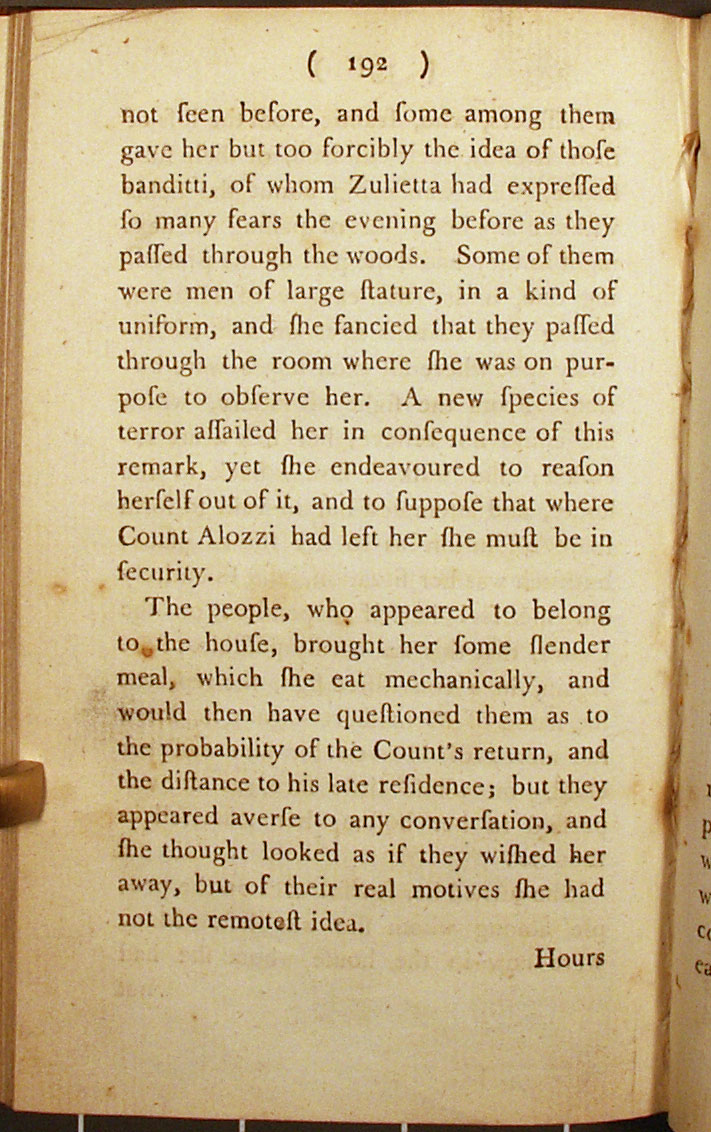 ( 192 )
not ſeen before, and ſome among them
gave her but too forcibly the idea of thoſe
banditti, of whom Zulietta had expreſſed
ſo many fears the evening before as they
paſſed through the woods. Some of them
were men of large ſtature, in a kind of
uniform, and ſhe fancied that they paſſed
through the room where ſhe was on pur-
poſe to obſerve her. A new ſpecies of
terror aſſailed her in conſequence of this
remark, yet ſhe endeavoured to reaſon
herſelf out of it, and to ſuppoſe that where
Count Alozzi had left her ſhe muſt be in
ſecurity.
The people, who appeared to belong
to the houſe, brought her ſome ſlender
meal, which ſhe eat mechanically, and
would then have queſtioned them as to
the probability of the Count's return, and
the diſtance to his late reſidence; but they
appeared averſe to any converſation, and
ſhe thought looked as if they wiſhed her
away, but of their real motives ſhe had
not the remoteſt idea.
Hours